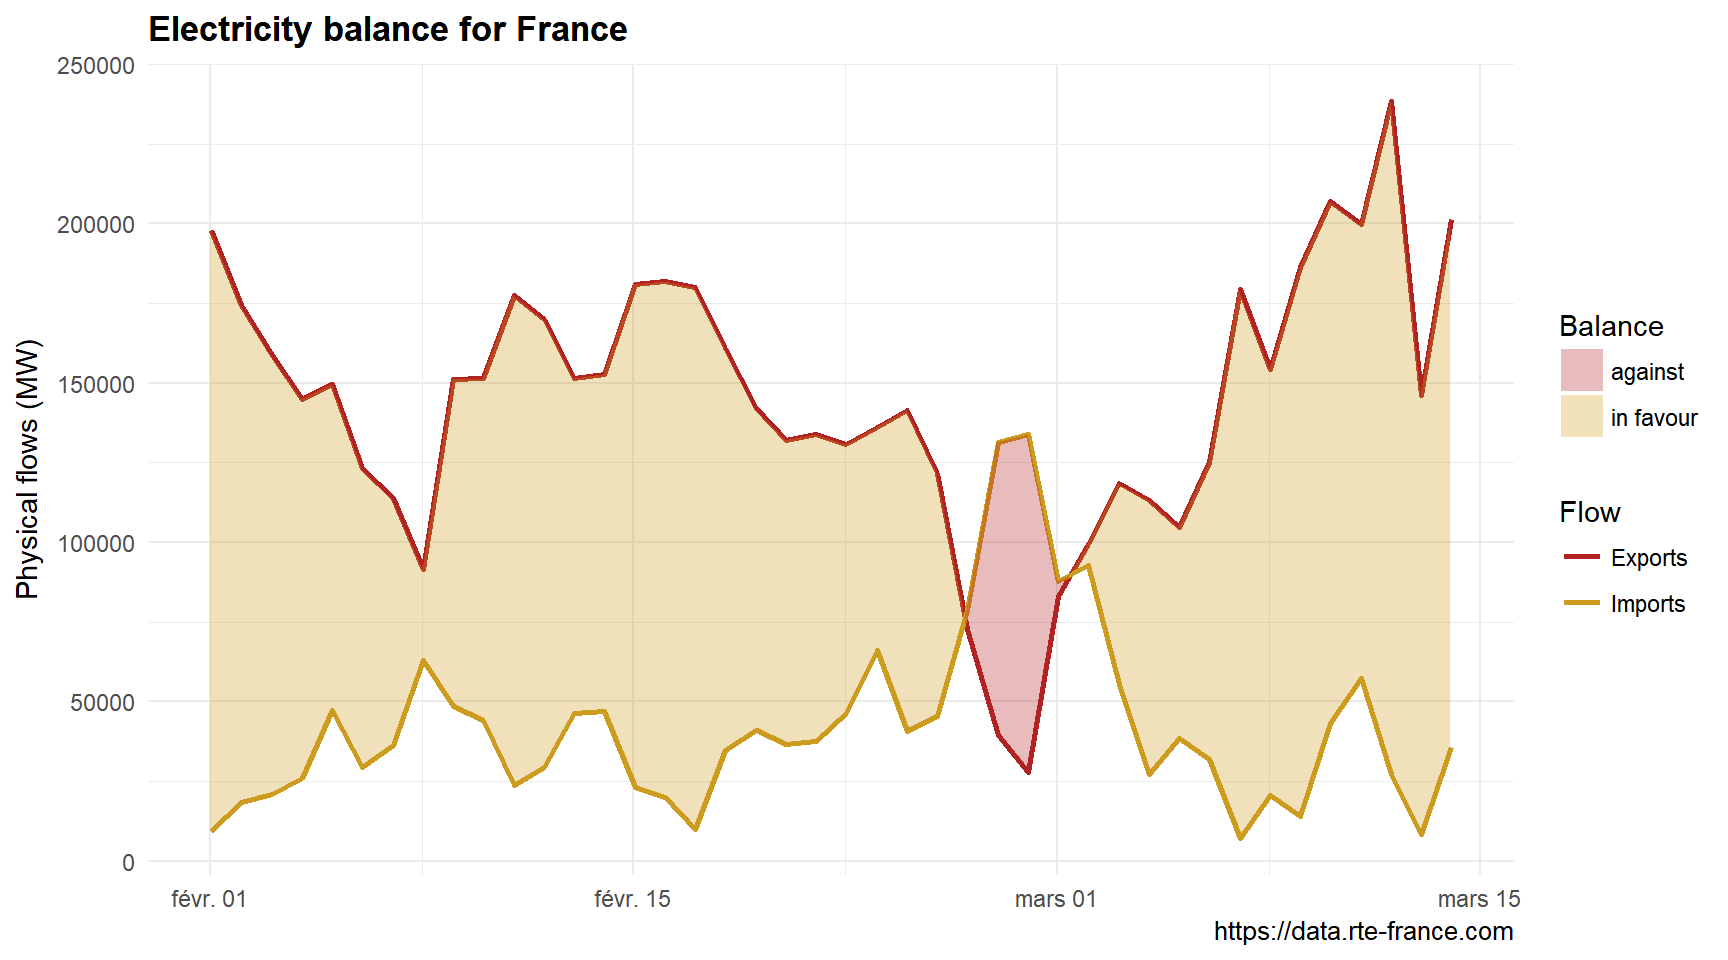 Electricity balance for France
Physical flows (MW)
250000
200000
150000
100000
50000
0
févr. 01
févr. 15
mars 01
mars 15
https://data.rte-france.com
Balance
against
in favour
Flow
Exports
Imports